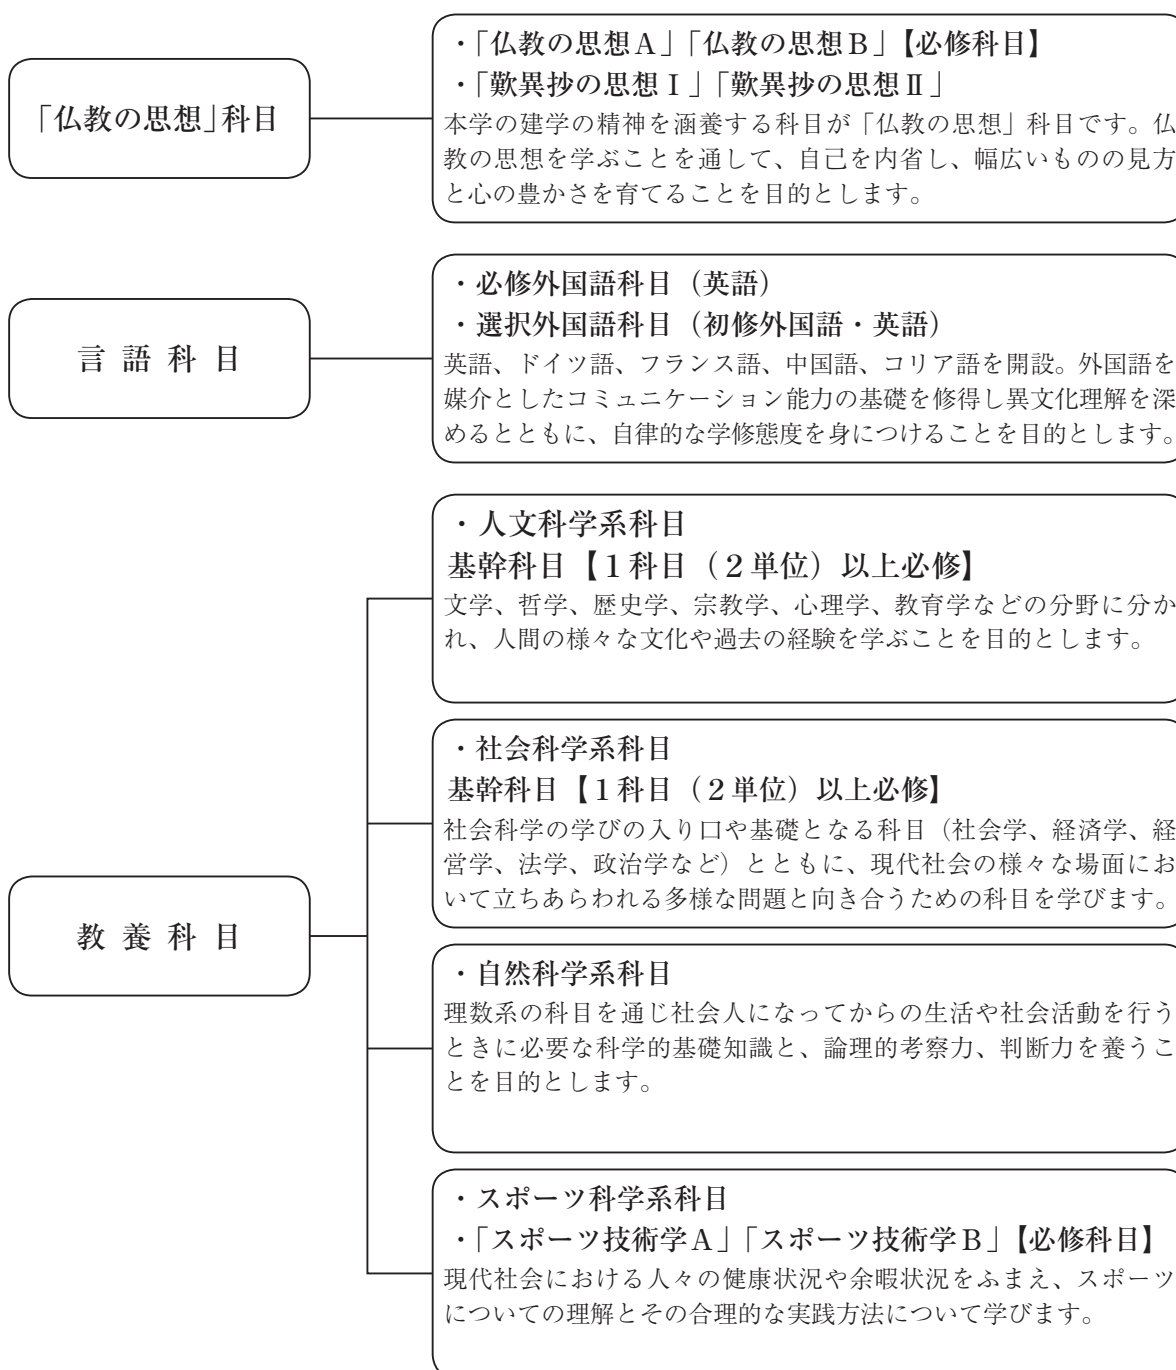 「仏教の思想」科目
・「仏教の思想Ａ」「仏教の思想Ｂ」【必修科目】
・「歎異抄の思想Ⅰ」「歎異抄の思想Ⅱ」
本学の建学の精神を涵養する科目が「仏教の思想」科目です。仏
教の思想を学ぶことを通して、自己を内省し、幅広いものの見方
と心の豊かさを育てることを目的とします。
言語科目
・必修外国語科目（英語）
・選択外国語科目（初修外国語・英語）
英語、ドイツ語、フランス語、中国語、コリア語を開設。外国語を
媒介としたコミュニケーション能力の基礎を修得し異文化理解を深
めるとともに、自律的な学修態度を身につけることを目的とします。
教養科目
・人文科学系科目
基幹科目【１科目（２単位）以上必修】
文学、哲学、歴史学、宗教学、心理学、教育学などの分野に分か
れ、人間の様々な文化や過去の経験を学ぶことを目的とします。
・社会科学系科目
基幹科目【１科目（２単位）以上必修】
社会科学の学びの入り口や基礎となる科目（社会学、経済学、経
営学、法学、政治学など）とともに、現代社会の様々な場面にお
いて立ちあらわれる多様な問題と向き合うための科目を学びます。
・自然科学系科目
理数系の科目を通じ社会人になってからの生活や社会活動を行う
ときに必要な科学的基礎知識と、論理的考察力、判断力を養うこ
とを目的とします。
・スポーツ科学系科目
・「スポーツ技術学Ａ」「スポーツ技術学Ｂ」【必修科目】
現代社会における人々の健康状況や余暇状況をふまえ、スポーツ
についての理解とその合理的な実践方法について学びます。